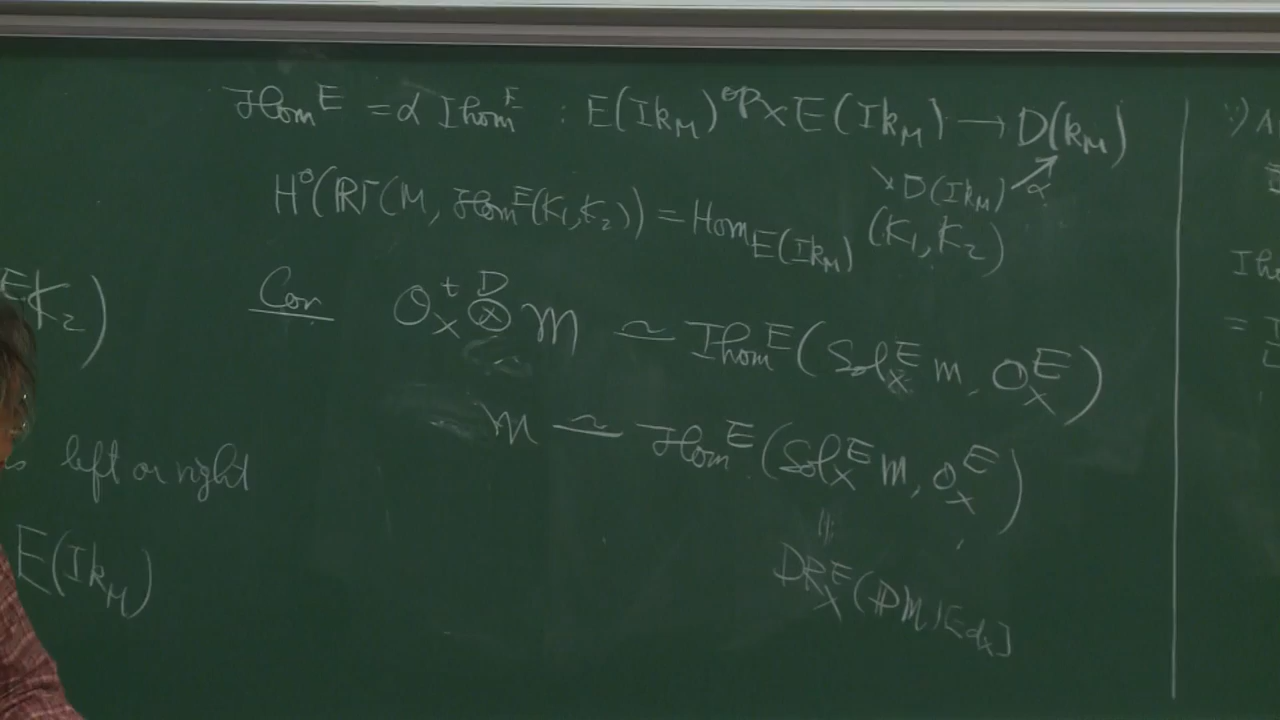 ℋom^E = α Ihom^E : E(Ik_M)^op × E(Ik_M) → D(k_M)
↘ D(Ik_M) ↗ α
H^0(RΓ(M, ℋom^E(K_1,K_2)) = Hom_{E(Ik_M)} (K_1,K_2)
^E K_2)
Cor O_X^t ⊗^D M ≃ Ihom^E(Sol_X^E M, O_X^E)
M ≃ ℋom^E(Sol_X^E M, O_X^E)
left or right
||
E(Ik_M)
DR_X^E(DM)[d_X]